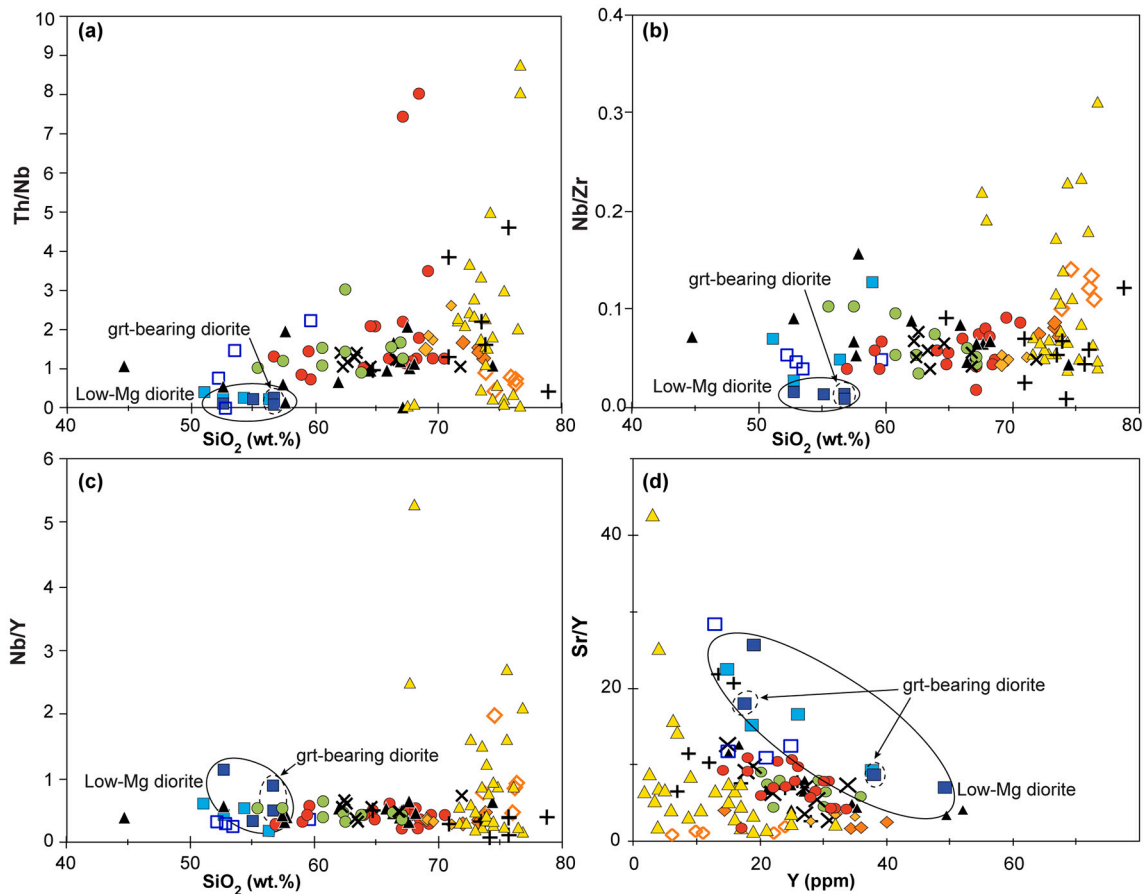 (a)
10
9
8
7
6
5
4
3
2
1
0
Th/Nb
grt-bearing diorite
Low-Mg diorite
40
50
60
70
80
SiO2 (wt.%)
(b)
0.4
0.3
0.2
0.1
0.0
Nb/Zr
grt-bearing diorite
Low-Mg diorite
40
50
60
70
80
SiO2 (wt.%)
(c)
6
5
4
3
2
1
0
Nb/Y
grt-bearing diorite
Low-Mg diorite
40
50
60
70
80
SiO2 (wt.%)
(d)
40
20
0
Sr/Y
grt-bearing diorite
Low-Mg diorite
0
20
40
60
Y (ppm)